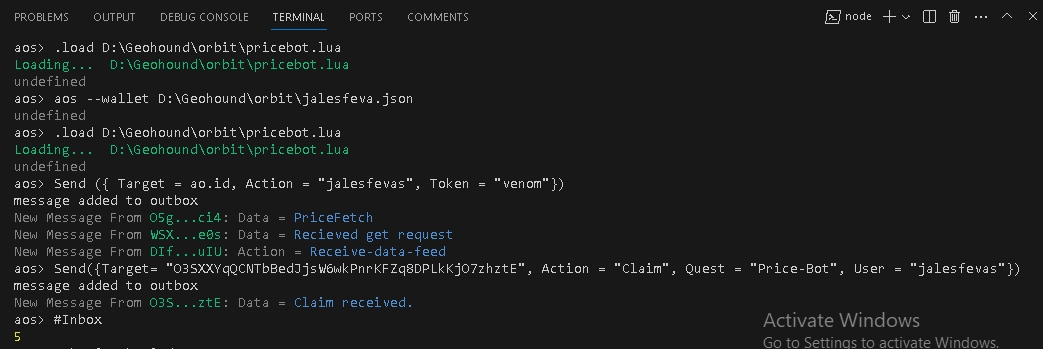 PROBLEMS OUTPUT DEBUG CONSOLE TERMINAL PORTS COMMENTS node
aos> .load D:\Geohound\orbit\pricebot.lua
Loading... D:\Geohound\orbit\pricebot.lua
undefined
aos> aos --wallet D:\Geohound\orbit\jalesfeva.json
undefined
aos> .load D:\Geohound\orbit\pricebot.lua
Loading... D:\Geohound\orbit\pricebot.lua
undefined
aos> Send ({ Target = ao.id, Action = "jalesfevas", Token = "venom"})
message added to outbox
New Message From O5g...ci4: Data = PriceFetch
New Message From WSX...e0s: Data = Recieved get request
New Message From DIf...uIU: Action = Receive-data-feed
aos> Send({Target= "O3SXXYqQCNTbBedJjsW6wkPnrKFZq8DPLkKjO7zhztE", Action = "Claim", Quest = "Price-Bot", User = "jalesfevas"})
message added to outbox
New Message From O3S...ztE: Data = Claim received.
aos> #Inbox
5
Activate Windows
Go to Settings to activate Windows.